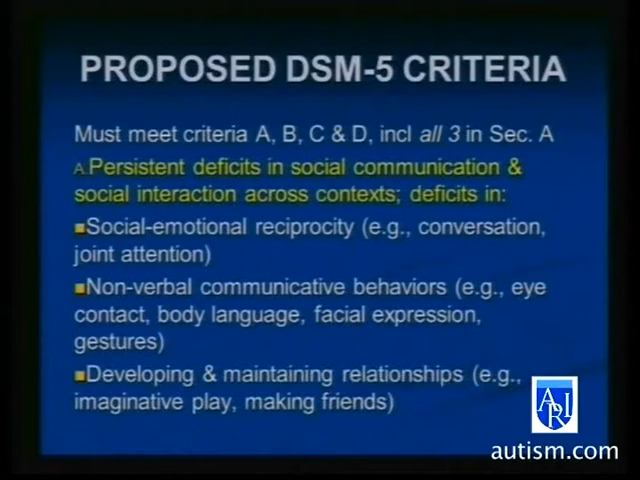 PROPOSED DSM-5 CRITERIA
Must meet criteria A, B, C & D, incl all 3 in Sec. A
A.Persistent deficits in social communication &
social interaction across contexts; deficits in:
■Social-emotional reciprocity (e.g., conversation,
joint attention)
■Non-verbal communicative behaviors (e.g., eye
contact, body language, facial expression,
gestures)
■Developing & maintaining relationships (e.g.,
imaginative play, making friends)
ARI
autism.com